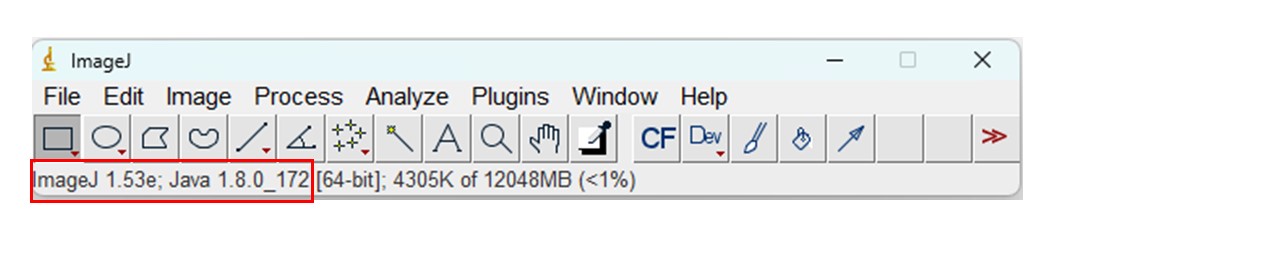 ImageJ
File Edit Image Process Analyze Plugins Window Help
A CF Dev
ImageJ 1.53e; Java 1.8.0_172 [64-bit]; 4305K of 12048MB (<1%)